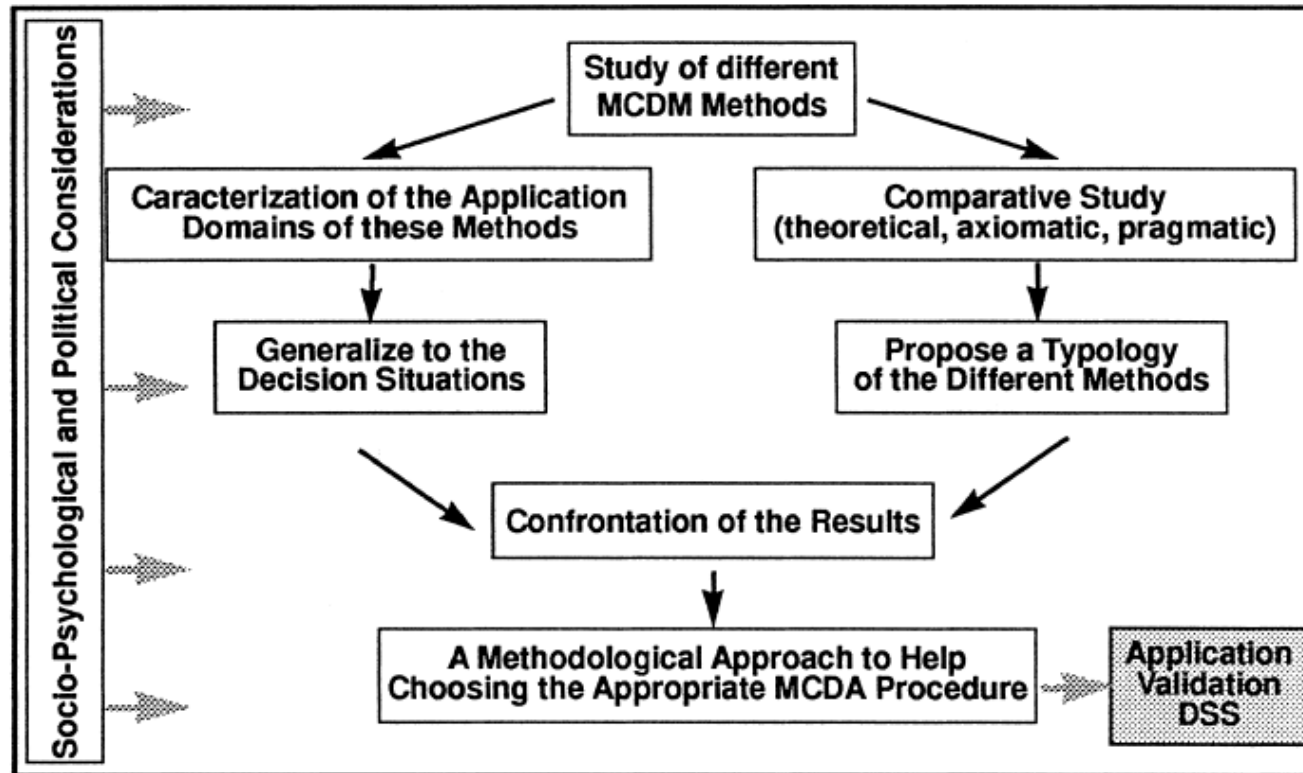 Socio-Psychological and Political Considerations
Study of different
MCDM Methods
Caracterization of the Application
Domains of these Methods
Comparative Study
(theoretical, axiomatic, pragmatic)
Generalize to the
Decision Situations
Propose a Typology
of the Different Methods
Confrontation of the Results
A Methodological Approach to Help
Choosing the Appropriate MCDA Procedure
Application
Validation
DSS